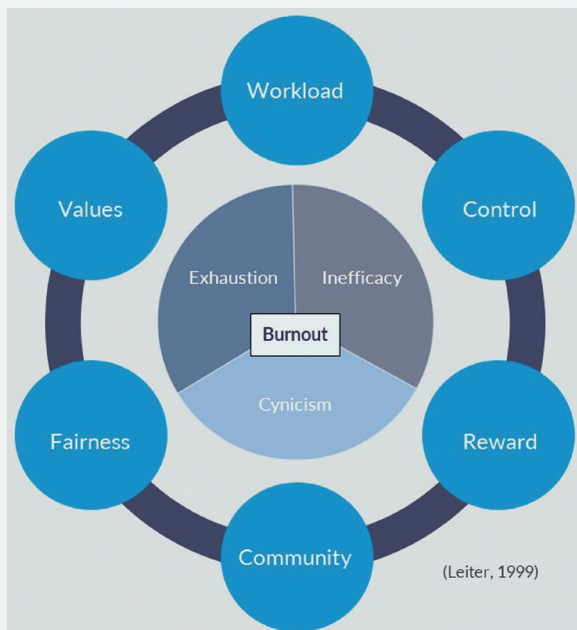 Workload
Values
Control
Exhaustion
Inefficacy
Burnout
Cynicism
Fairness
Reward
Community
(Leiter, 1999)